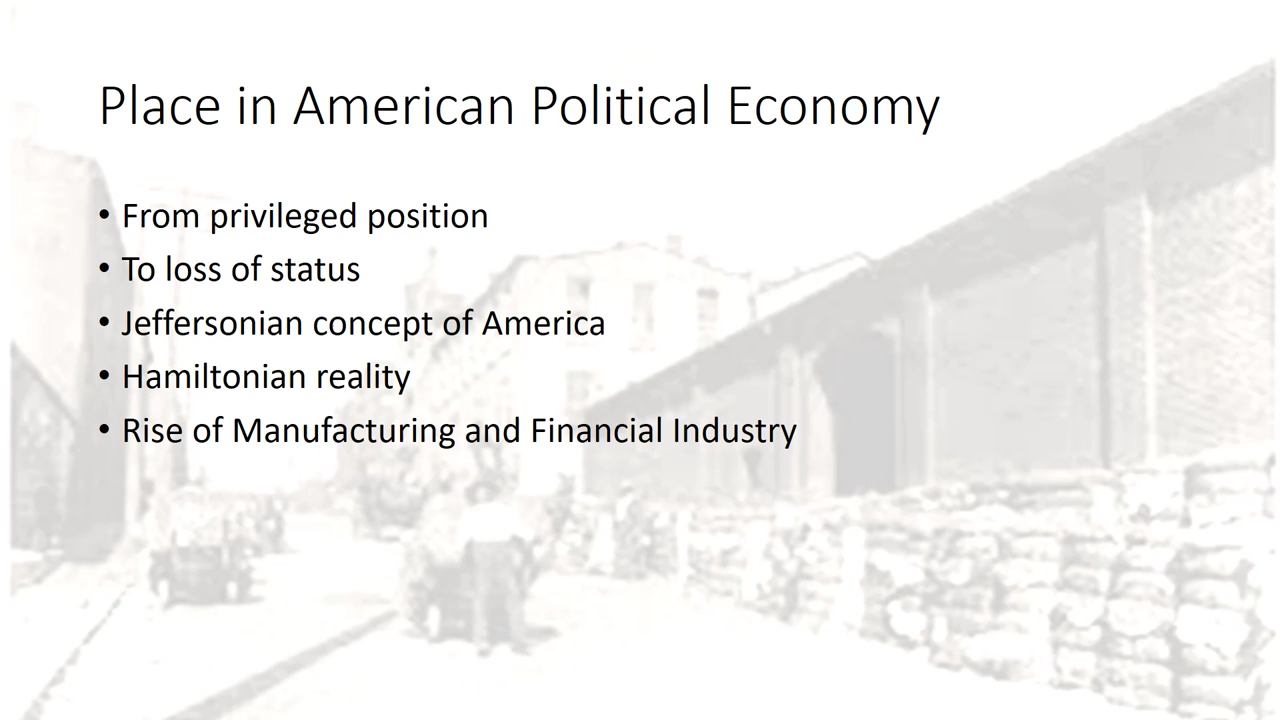 Place in American Political Economy
• From privileged position
• To loss of status
• Jeffersonian concept of America
• Hamiltonian reality
• Rise of Manufacturing and Financial Industry